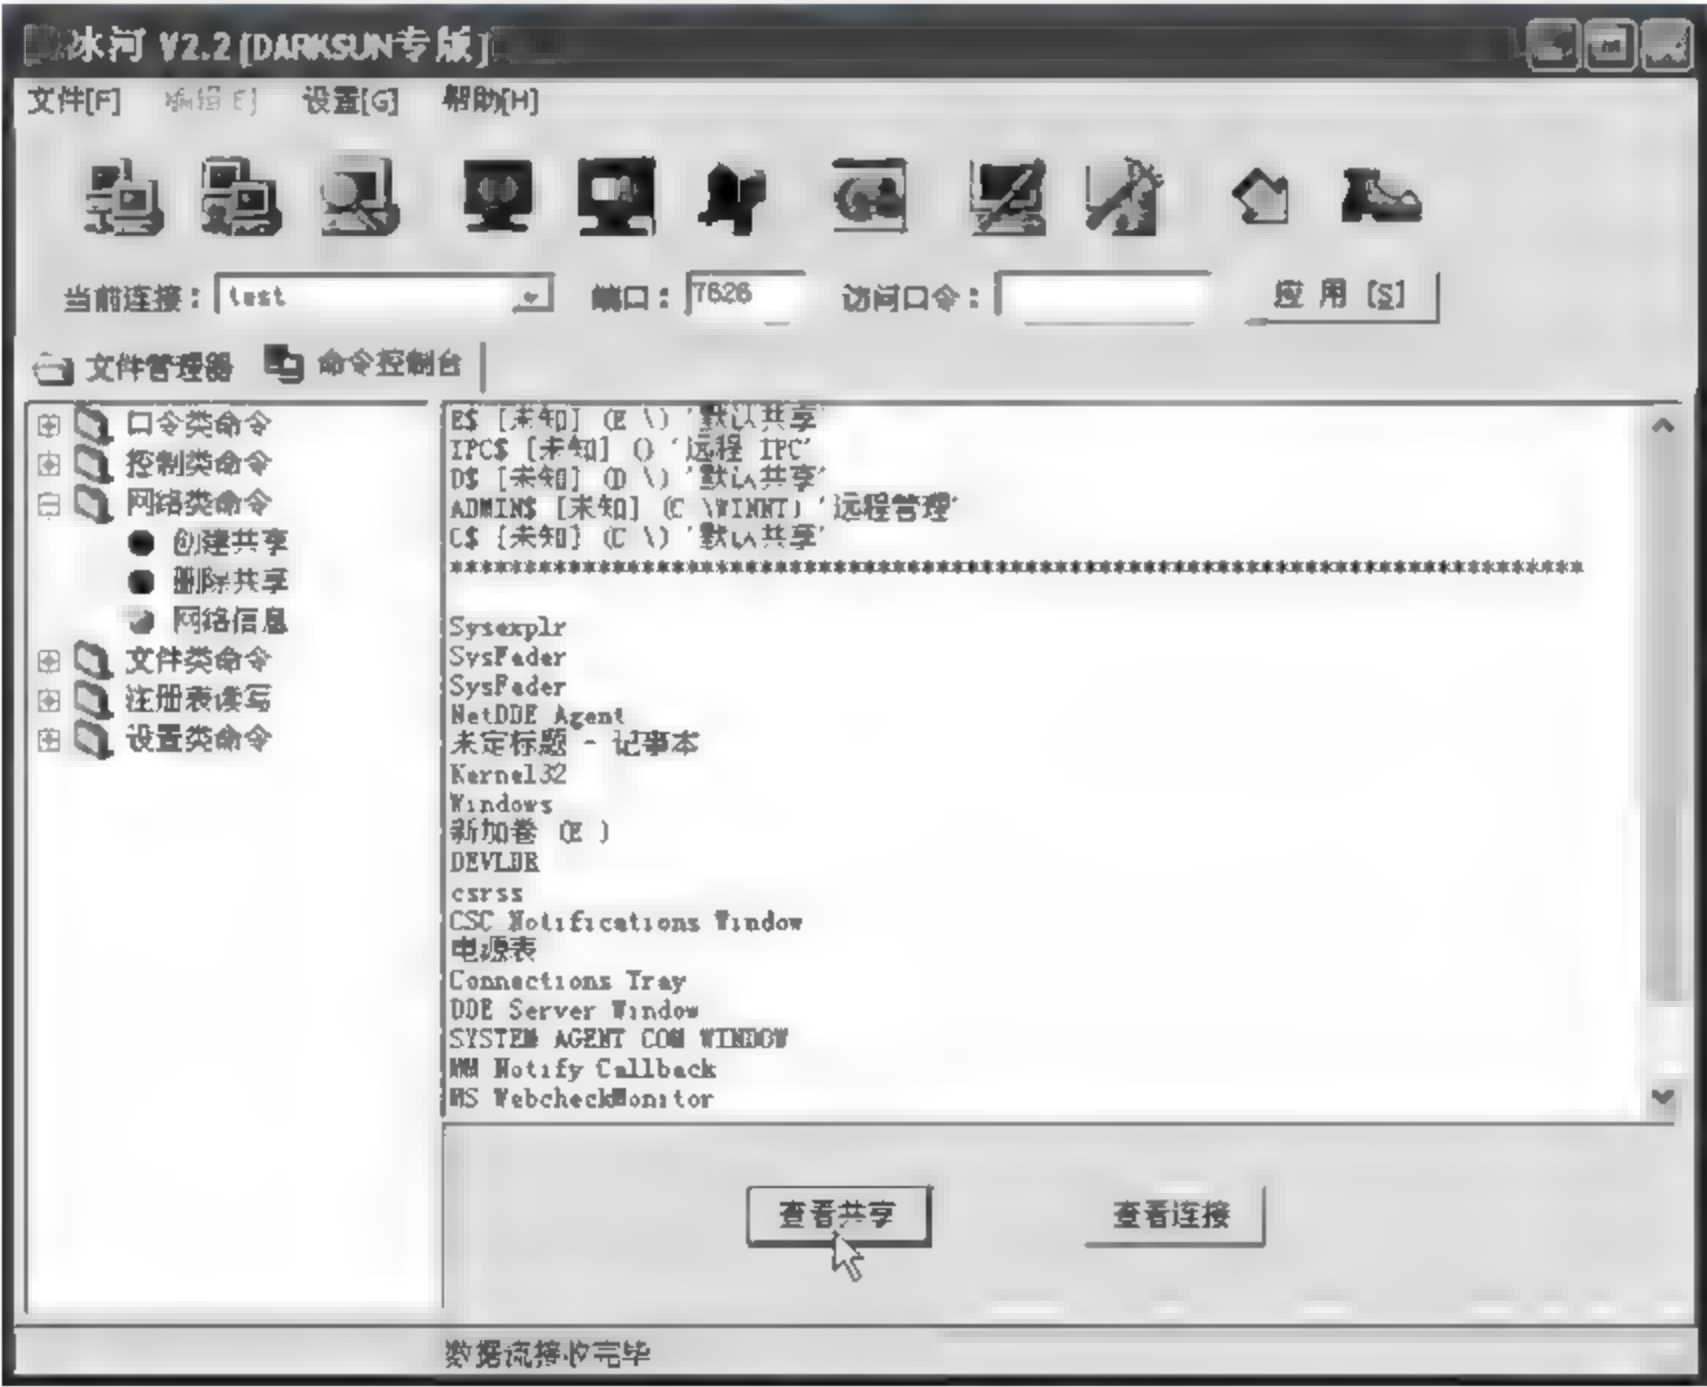 冰河 V2.2 [DARKSUN专版]
文件[F] 编辑[E] 设置[G] 帮助[H]
当前连接： test 端口： 7626 访问口令： 应 用 [S]
文件管理器 命令控制台
口令类命令
控制类命令
网络类命令
创建共享
删除共享
网络信息
文件类命令
注册表读写
设置类命令
E$ [未知] (E \) '默认共享'
IPC$ [未知] () '远程 IPC'
D$ [未知] (D \) '默认共享'
ADMIN$ [未知] (C \WINNT) '远程管理'
C$ [未知] (C \) '默认共享'
******************************************************************************
Sysexplr
SysFader
SysFader
NetDDE Agent
未定标题 - 记事本
Kernel32
Windows
新加卷 (E )
DEVLDR
csrss
CSC Notifications Window
电源表
Connections Tray
DDE Server Window
SYSTEM AGENT COM WINDOW
MM Notify Callback
MS WebcheckMonitor
查看共享 查看连接
数据流接收完毕